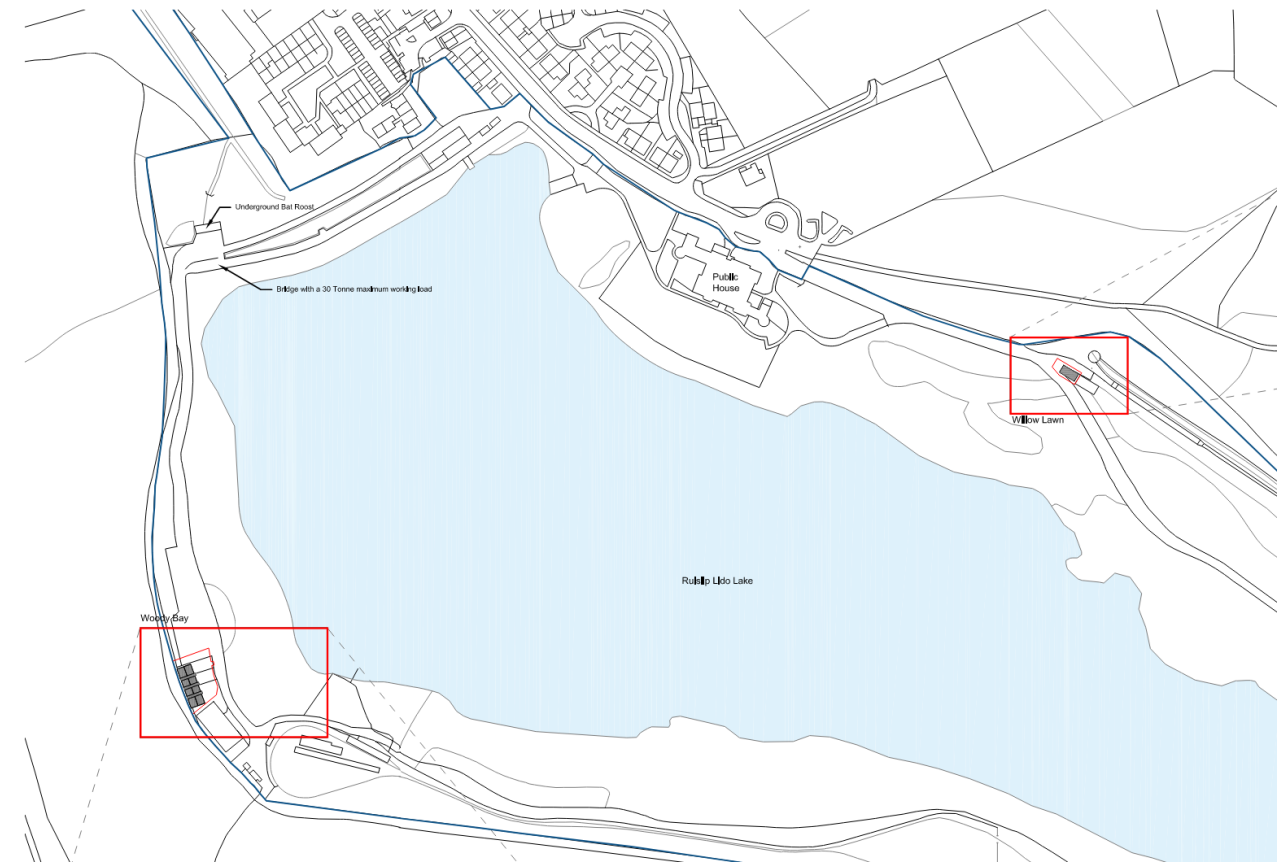 Underground Bat Roost
Bridge with a 30 Tonne maximum working load
Public
House
Willow Lawn
Ruislip Lido Lake
Woody Bay